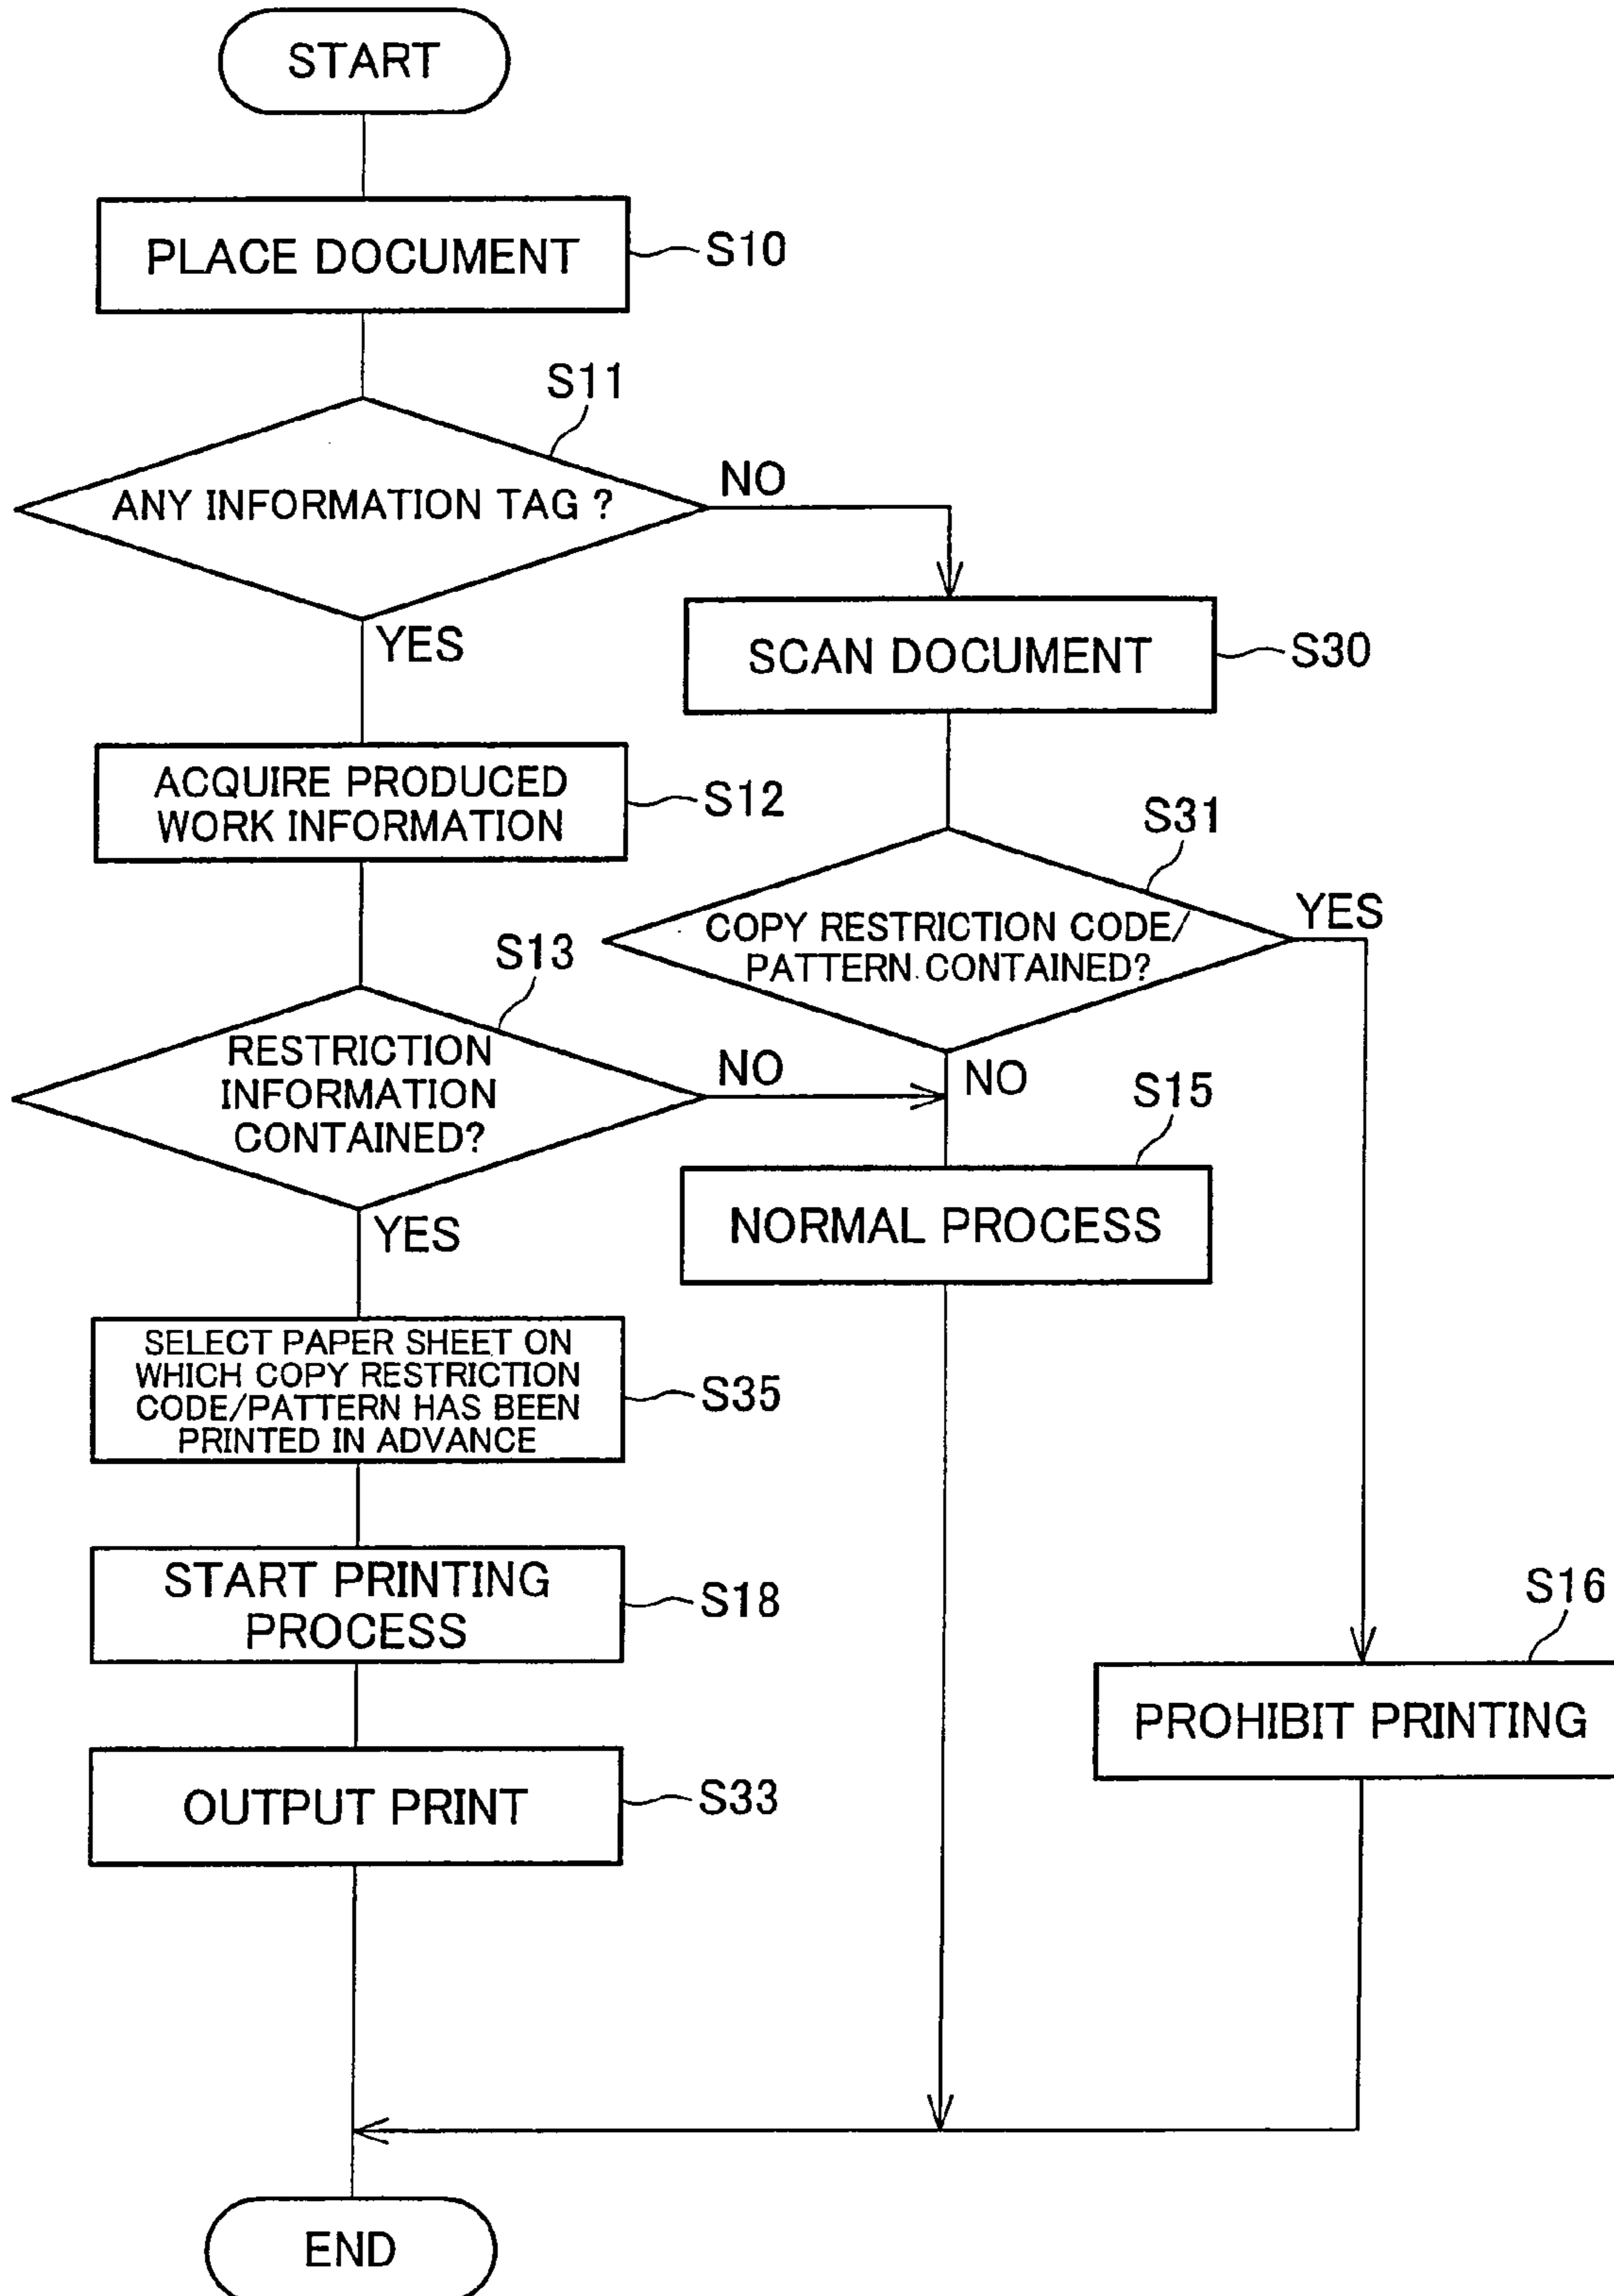 START
PLACE DOCUMENT
S10
S11
ANY INFORMATION TAG ?
NO
YES
SCAN DOCUMENT
S30
ACQUIRE PRODUCED
WORK INFORMATION
S12
S31
COPY RESTRICTION CODE/
PATTERN CONTAINED?
YES
NO
S13
RESTRICTION
INFORMATION
CONTAINED?
NO
YES
S15
NORMAL PROCESS
SELECT PAPER SHEET ON
WHICH COPY RESTRICTION
CODE/PATTERN HAS BEEN
PRINTED IN ADVANCE
S35
START PRINTING
PROCESS
S18
S16
PROHIBIT PRINTING
OUTPUT PRINT
S33
END